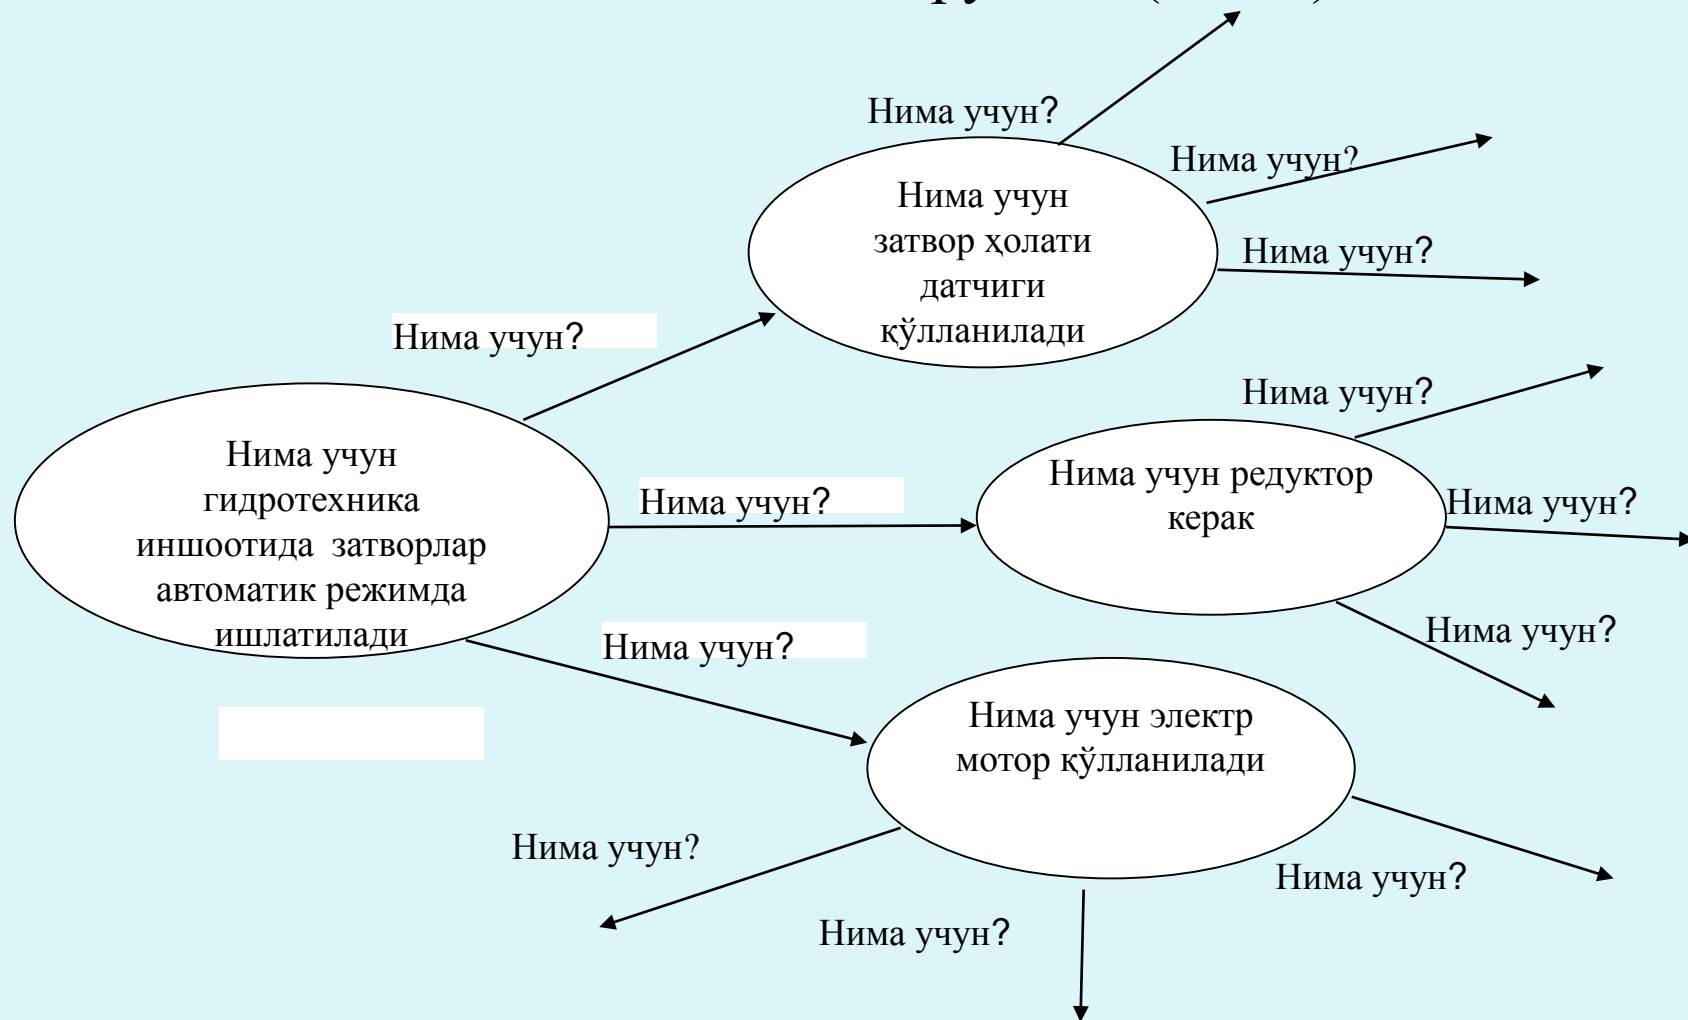 Нима учун?
Нима учун?
Нима учун
затвор ҳолати
датчиги
қўлланилади
Нима учун?
Нима учун?
Нима учун?
Нима учун
гидротехника
иншоотида затворлар
автоматик режимда
ишлатилади
Нима учун?
Нима учун редуктор
керак
Нима учун?
Нима учун?
Нима учун?
Нима учун электр
мотор қўлланилади
Нима учун?
Нима учун?
Нима учун?